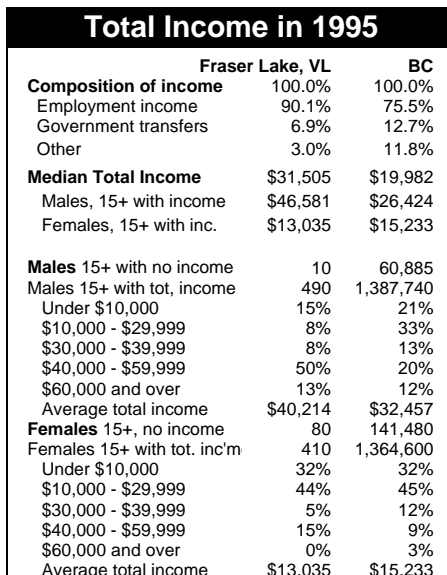 Total Income in 1995
Fraser Lake, VL BC
Composition of income 100.0% 100.0%
Employment income 90.1% 75.5%
Government transfers 6.9% 12.7%
Other 3.0% 11.8%
Median Total Income $31,505 $19,982
Males, 15+ with income $46,581 $26,424
Females, 15+ with inc. $13,035 $15,233
Males 15+ with no income 10 60,885
Males 15+ with tot, income 490 1,387,740
Under $10,000 15% 21%
$10,000 - $29,999 8% 33%
$30,000 - $39,999 8% 13%
$40,000 - $59,999 50% 20%
$60,000 and over 13% 12%
Average total income $40,214 $32,457
Females 15+, no income 80 141,480
Females 15+ with tot. inc'm 410 1,364,600
Under $10,000 32% 32%
$10,000 - $29,999 44% 45%
$30,000 - $39,999 5% 12%
$40,000 - $59,999 15% 9%
$60,000 and over 0% 3%
Average total income $13,035 $15,233